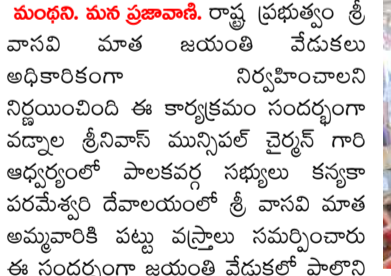 మంథని. మన ప్రజావాణి. రాష్ట్ర ప్రభుత్వం శ్రీ
వాసవి మాత జయంతి వేడుకలు
అధికారికంగా నిర్వహించాలని
నిర్ణయించింది ఈ కార్యక్రమం సందర్భంగా
వడ్నాల శ్రీనివాస్ మున్సిపల్ చైర్మన్ గారి
ఆధ్వర్యంలో పాలకవర్గ సభ్యులు కన్యకా
పరమేశ్వరి దేవాలయంలో శ్రీ వాసవి మాత
అమ్మవారికి పట్టు వస్త్రాలు సమర్పించారు
ఈ సందర్భంగా జయంతి వేడుకల్లో పాల్గొని